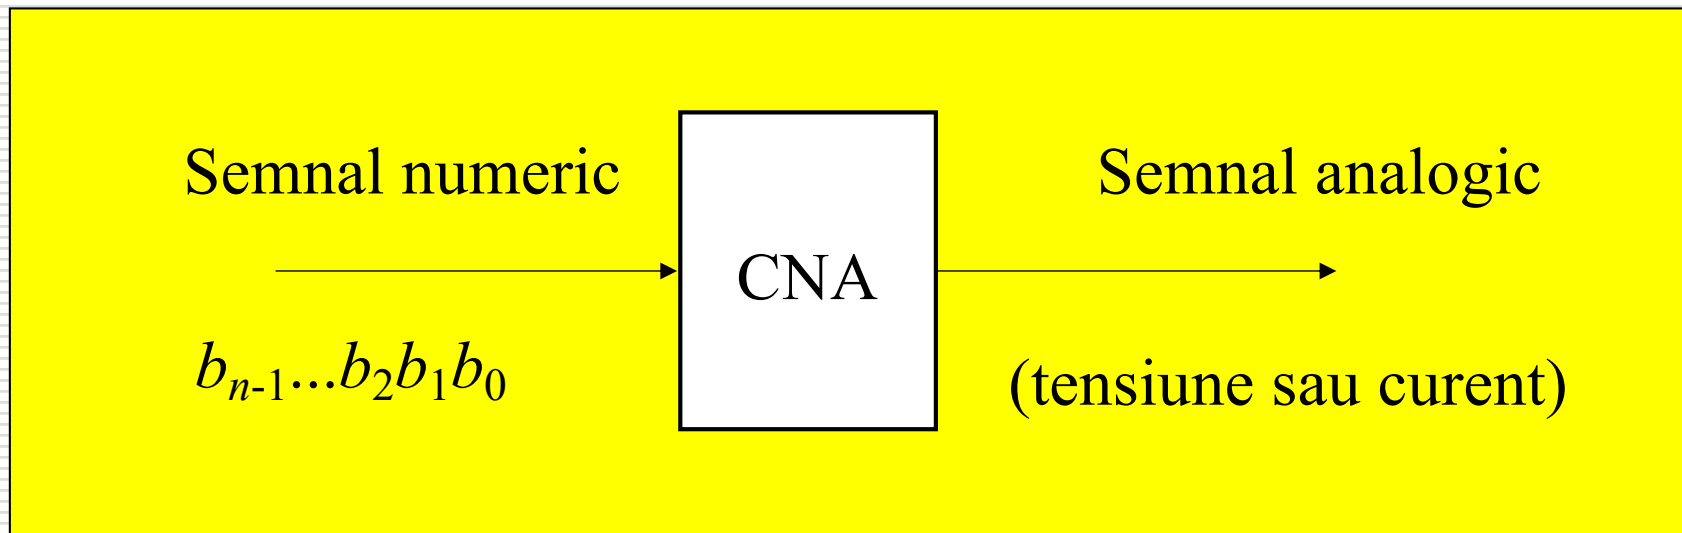 Semnal numeric
Semnal analogic
CNA
bn-1...b2b1b0
(tensiune sau curent)